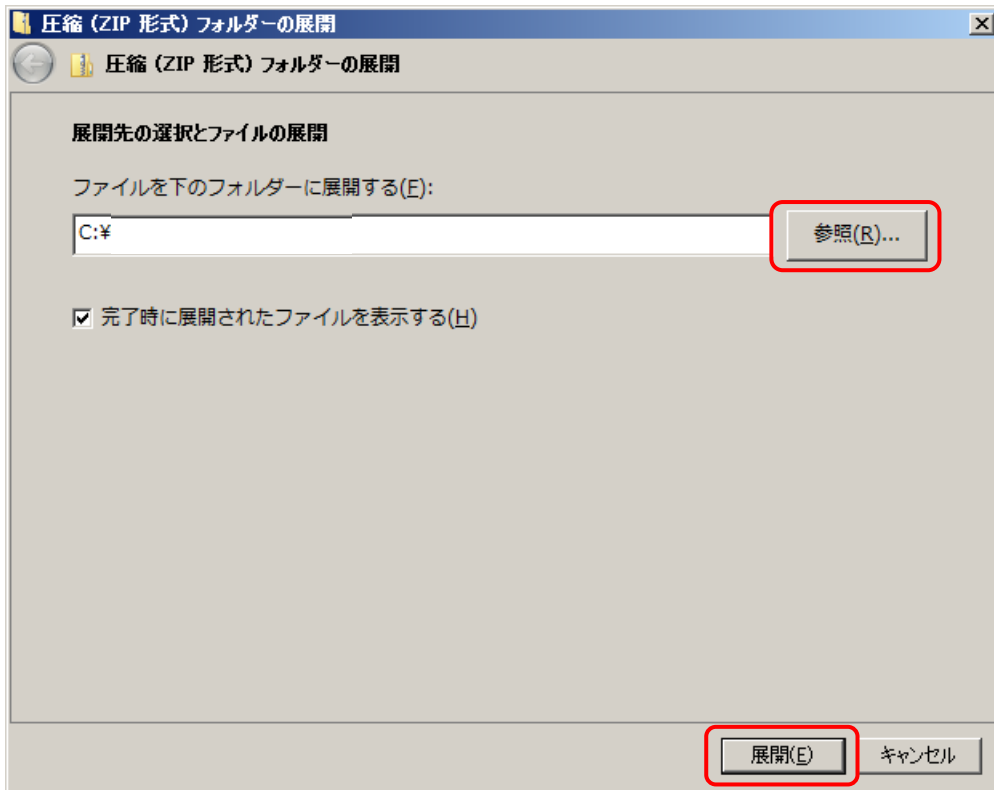 圧縮 (ZIP 形式) フォルダーの展開
圧縮 (ZIP 形式) フォルダーの展開
展開先の選択とファイルの展開
ファイルを下のフォルダーに展開する(F):
C:¥
参照(R)...
完了時に展開されたファイルを表示する(H)
展開(E)
キャンセル